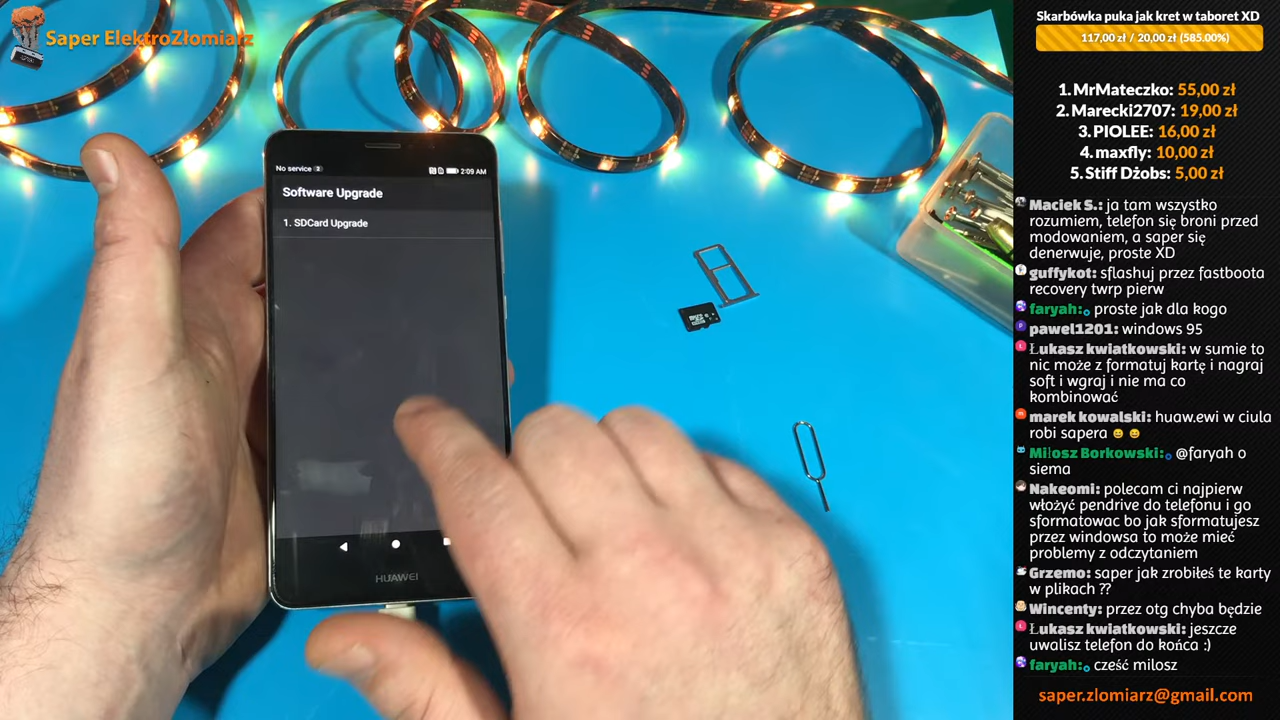 Saper ElektroZłomiarz
No service
2:09 AM
Software Upgrade
1. SDCard Upgrade
HUAWEI
Skarbówka puka jak kret w taboret XD
117,00 zł / 20,00 zł (585.00%)
1. MrMateczko: 55,00 zł
2. Marecki2707: 19,00 zł
3. PIOLEE: 16,00 zł
4. maxfly: 10,00 zł
5. Stiff Dżobs: 5,00 zł
Maciek S.: ja tam wszystko
rozumiem, telefon się broni przed
modowaniem, a saper się
denerwuje, proste XD
guffykot: sflashuj przez fastboota
recovery twrp pierw
faryah: proste jak dla kogo
pawel1201: windows 95
Łukasz kwiatkowski: w sumie to
nic może z formatuj kartę i nagraj
soft i wgraj i nie ma co
kombinować
marek kowalski: huaw.ewi w ciula
robi sapera
Miłosz Borkowski: @faryah o
siema
Nakeomi: polecam ci najpierw
włożyć pendrive do telefonu i go
sformatowac bo jak sformatujesz
przez windowsa to może mieć
problemy z odczytaniem
Grzemo: saper jak zrobiłeś te karty
w plikach ??
Wincenty: przez otg chyba będzie
Łukasz kwiatkowski: jeszcze
uwalisz telefon do końca :)
faryah: cześć milosz
saper.zlomiarz@gmail.com